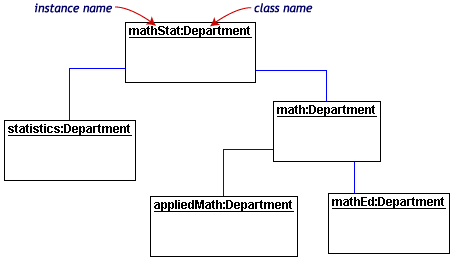 instance name
class name
mathStat:Department
math:Department
statistics:Department
appliedMath:Department
mathEd:Department